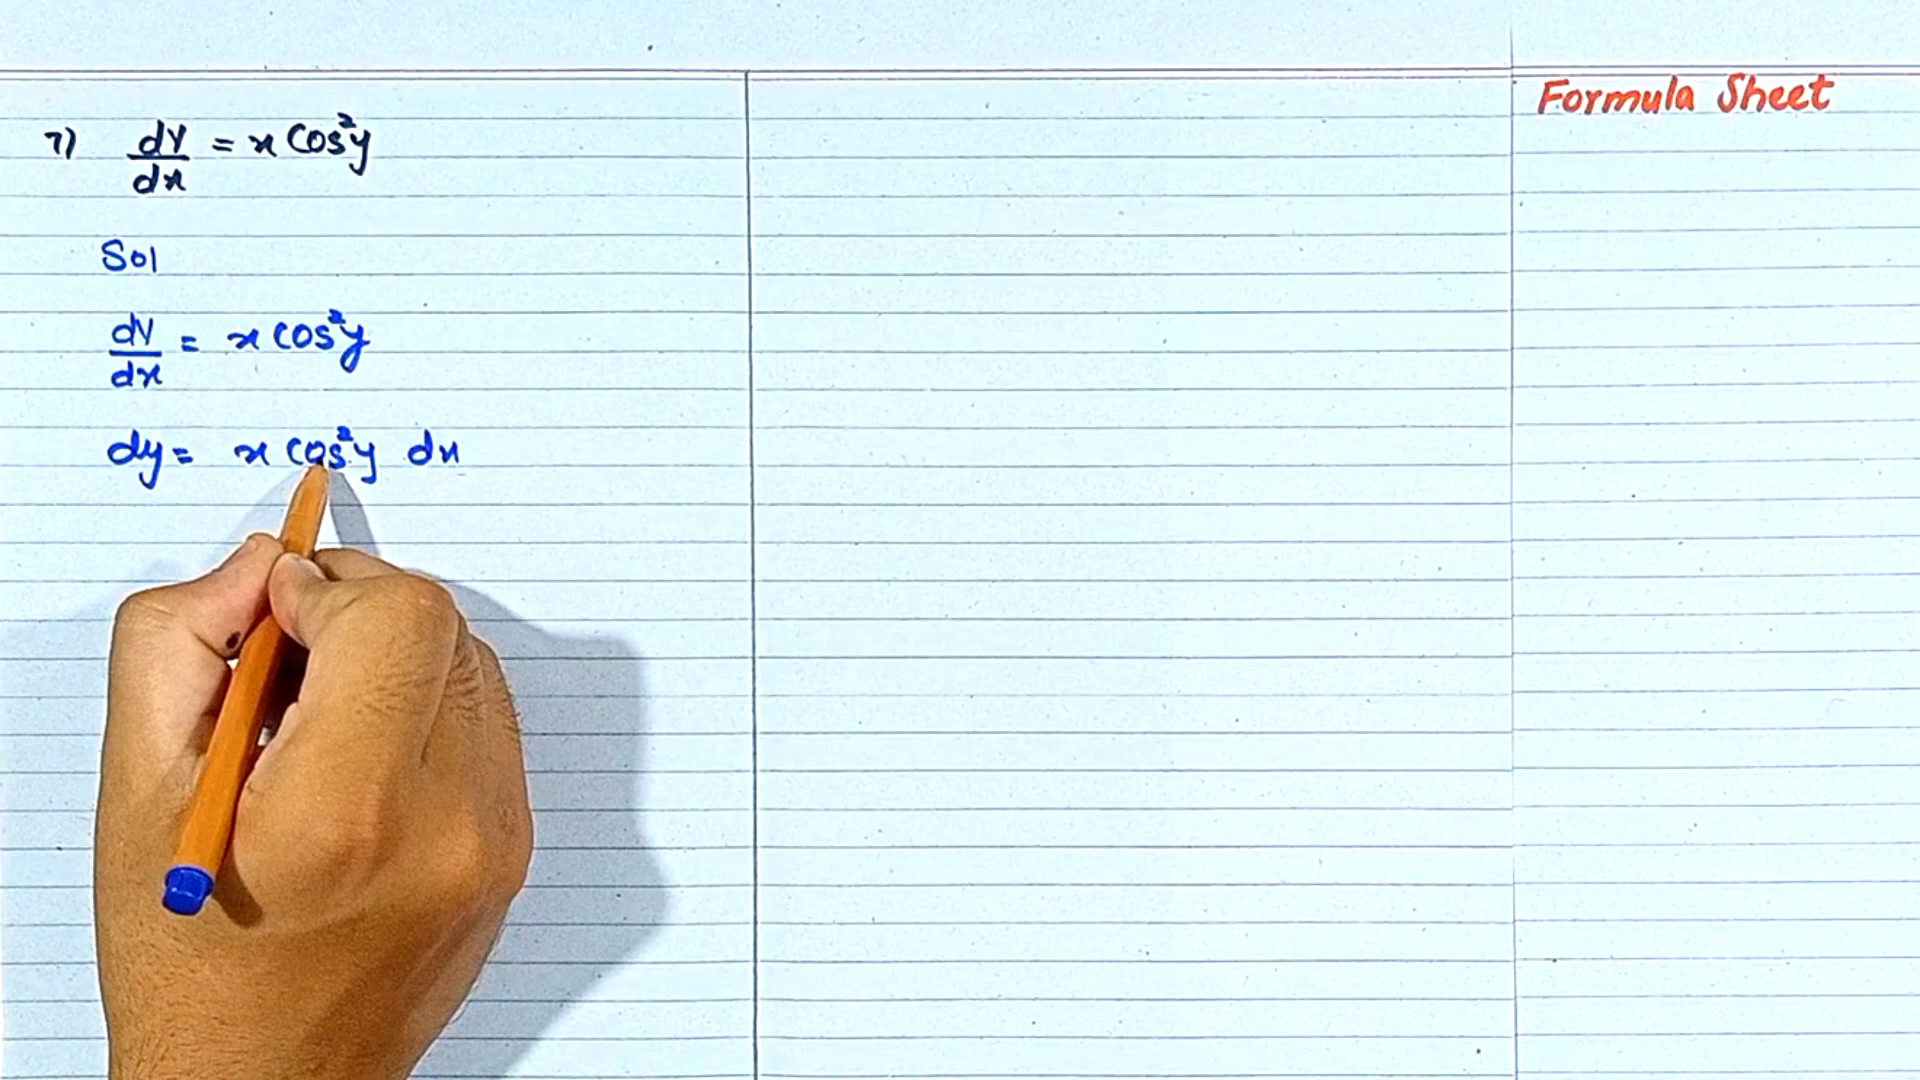 Formula Sheet
7) dy/dx = x Cos²y
Sol
dy/dx = x cos²y
dy = x cos²y dx